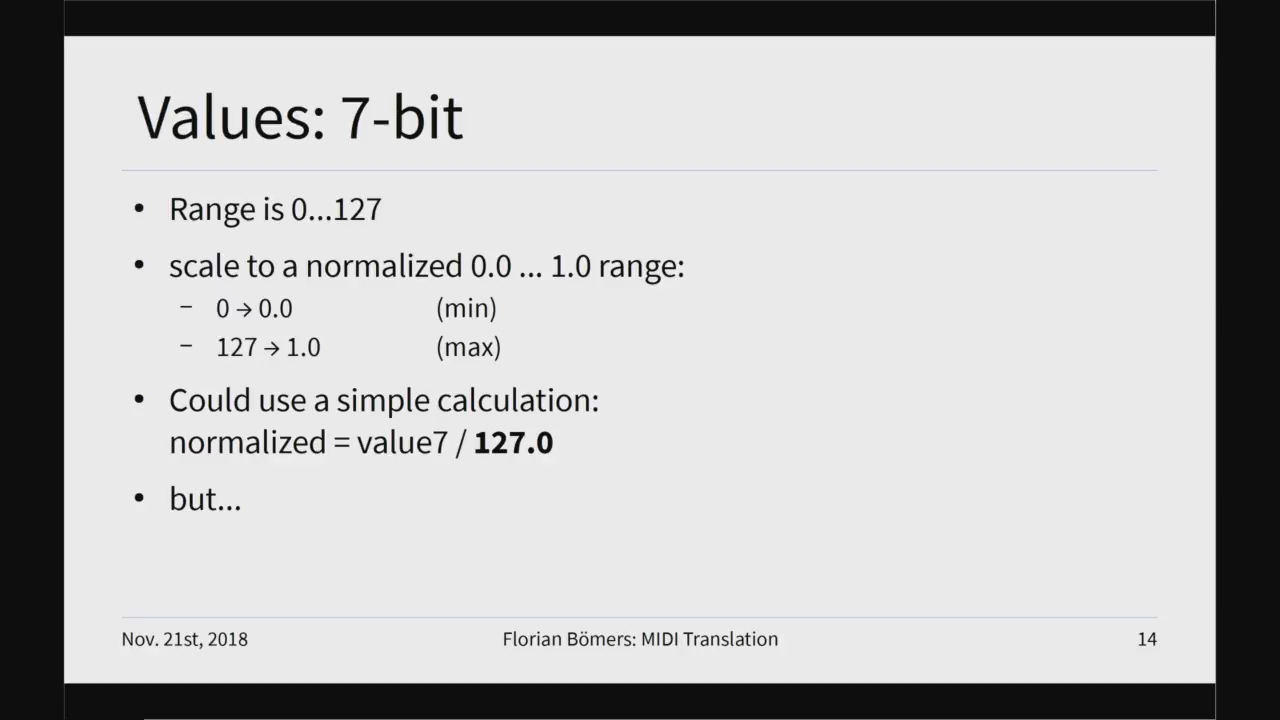 Values: 7-bit
• Range is 0...127
• scale to a normalized 0.0 ... 1.0 range:
– 0 → 0.0 (min)
– 127 → 1.0 (max)
• Could use a simple calculation:
normalized = value7 / 127.0
• but...
Nov. 21st, 2018 Florian Bömers: MIDI Translation 14